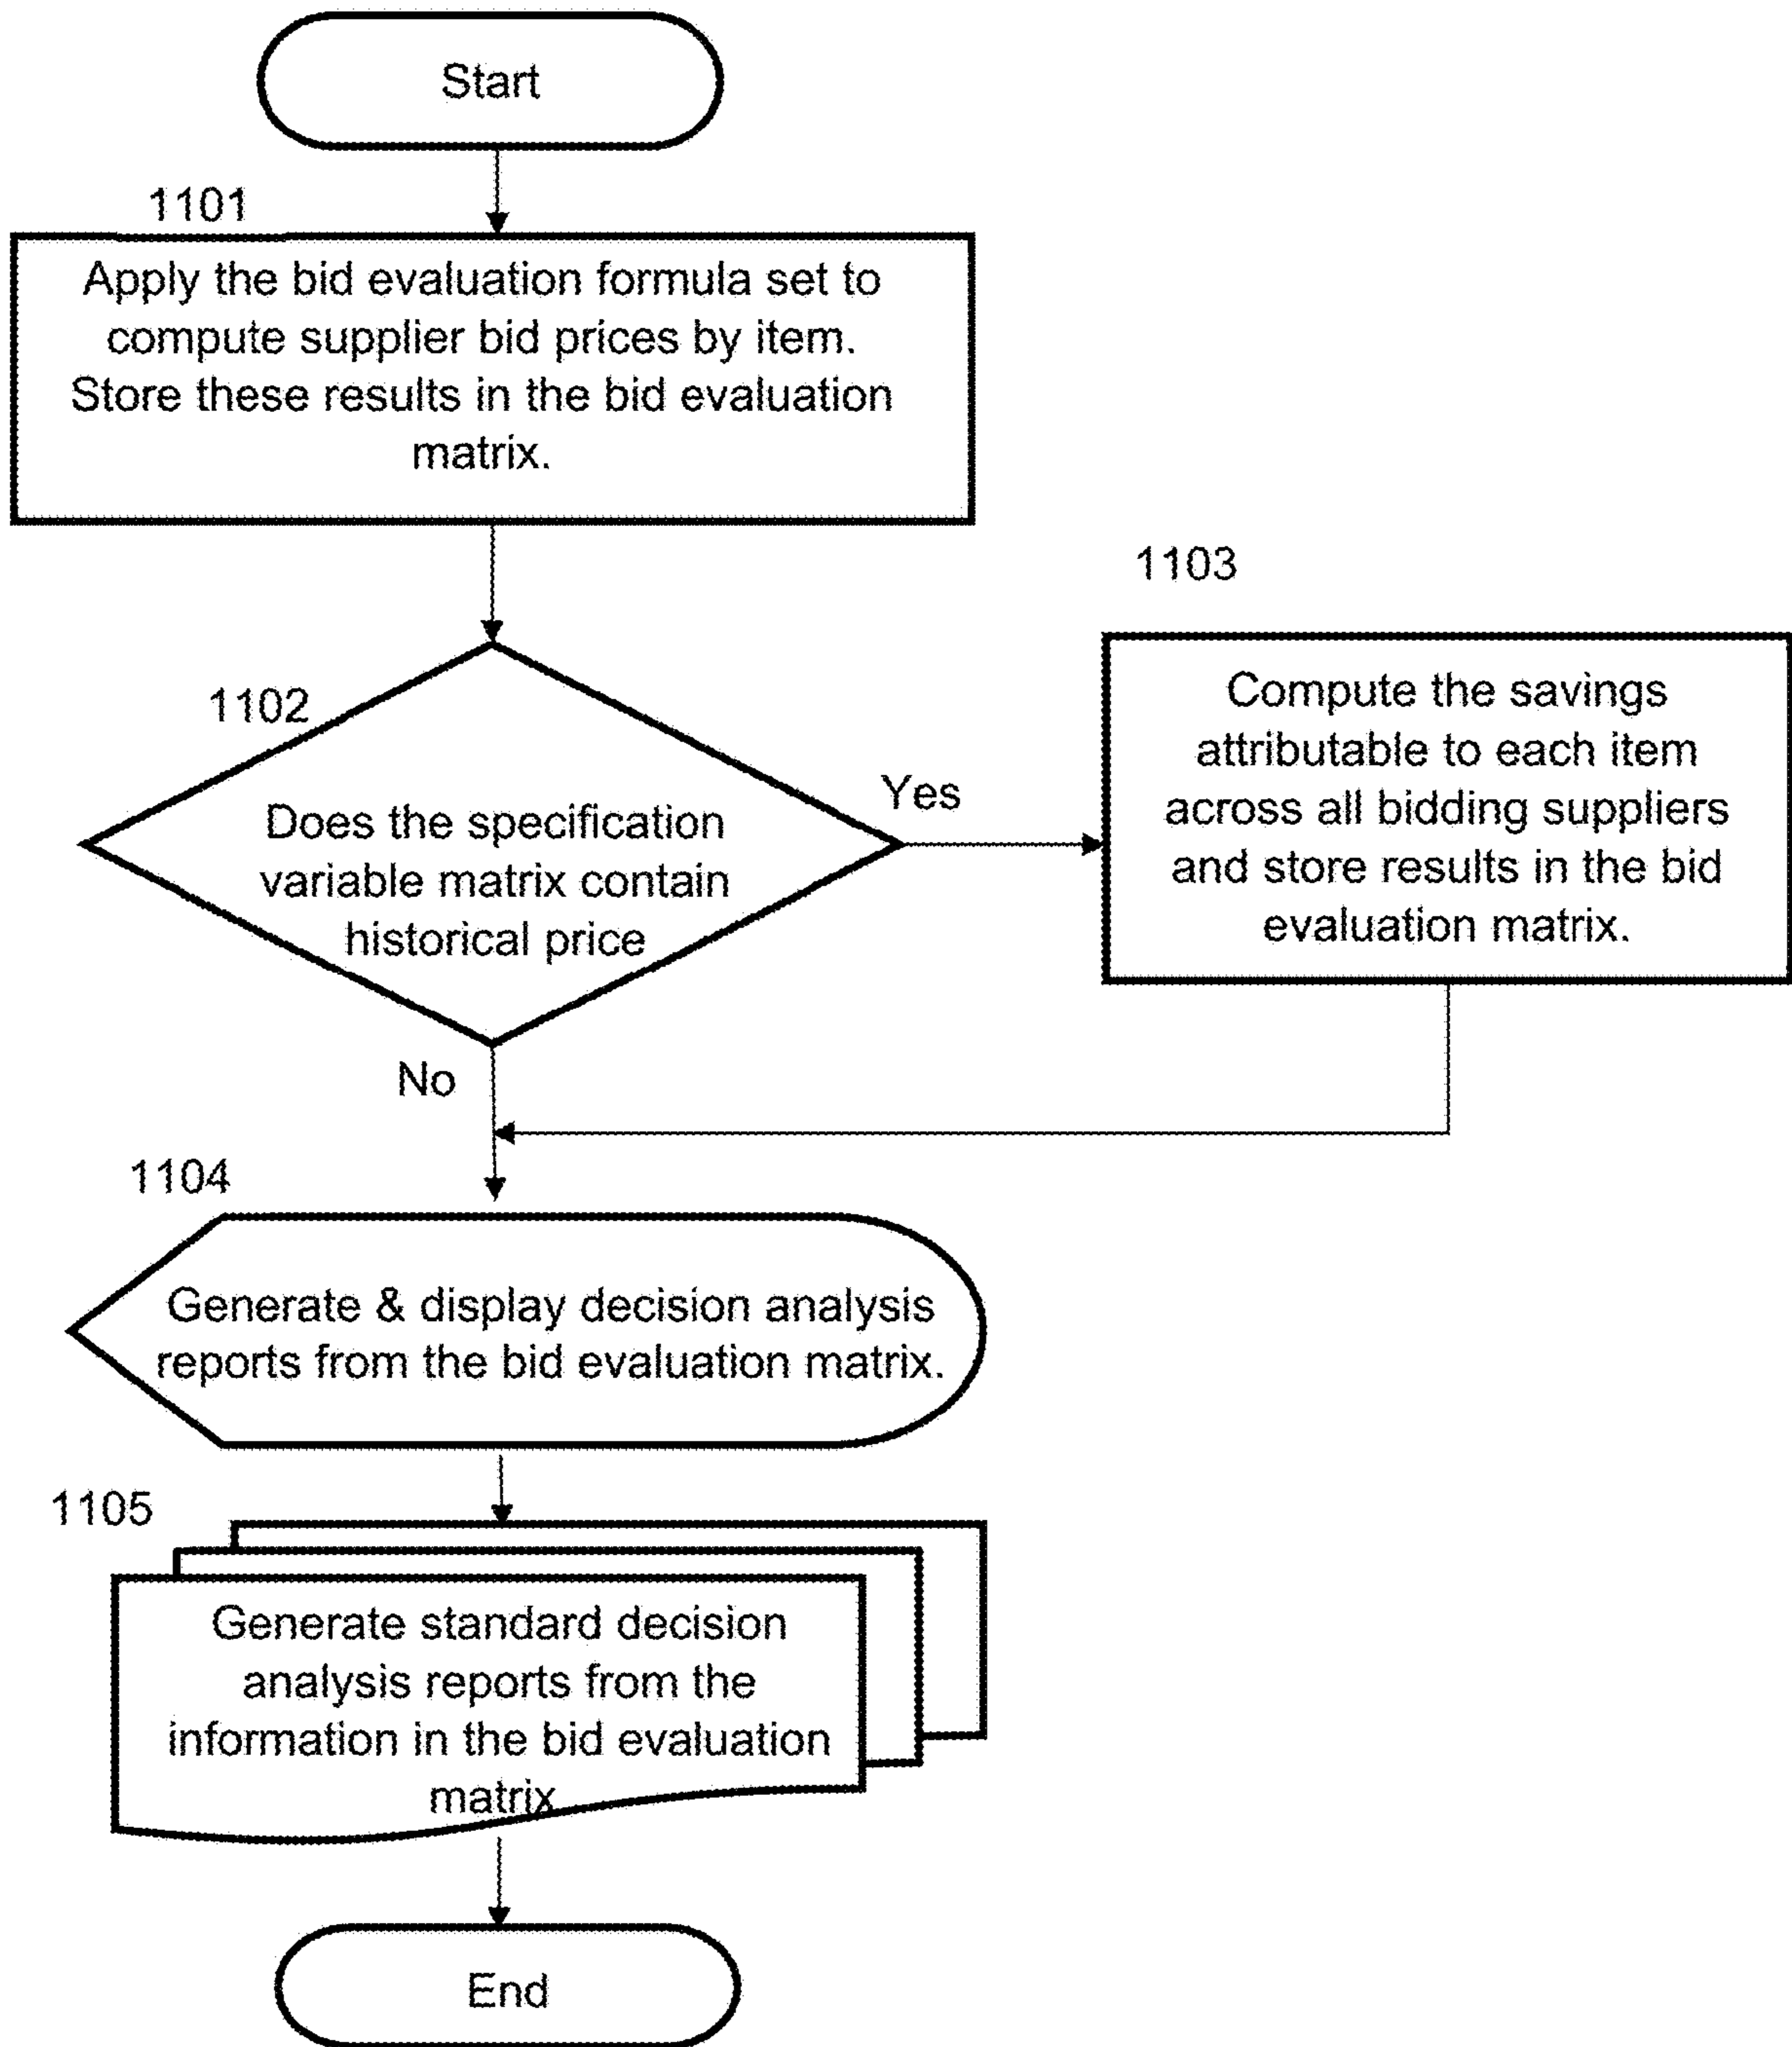 Start
1101
Apply the bid evaluation formula set to
compute supplier bid prices by item.
Store these results in the bid evaluation
matrix.
1102
Does the specification
variable matrix contain
historical price
Yes
No
1103
Compute the savings
attributable to each item
across all bidding suppliers
and store results in the bid
evaluation matrix.
1104
Generate & display decision analysis
reports from the bid evaluation matrix.
1105
Generate standard decision
analysis reports from the
information in the bid evaluation
matrix
End